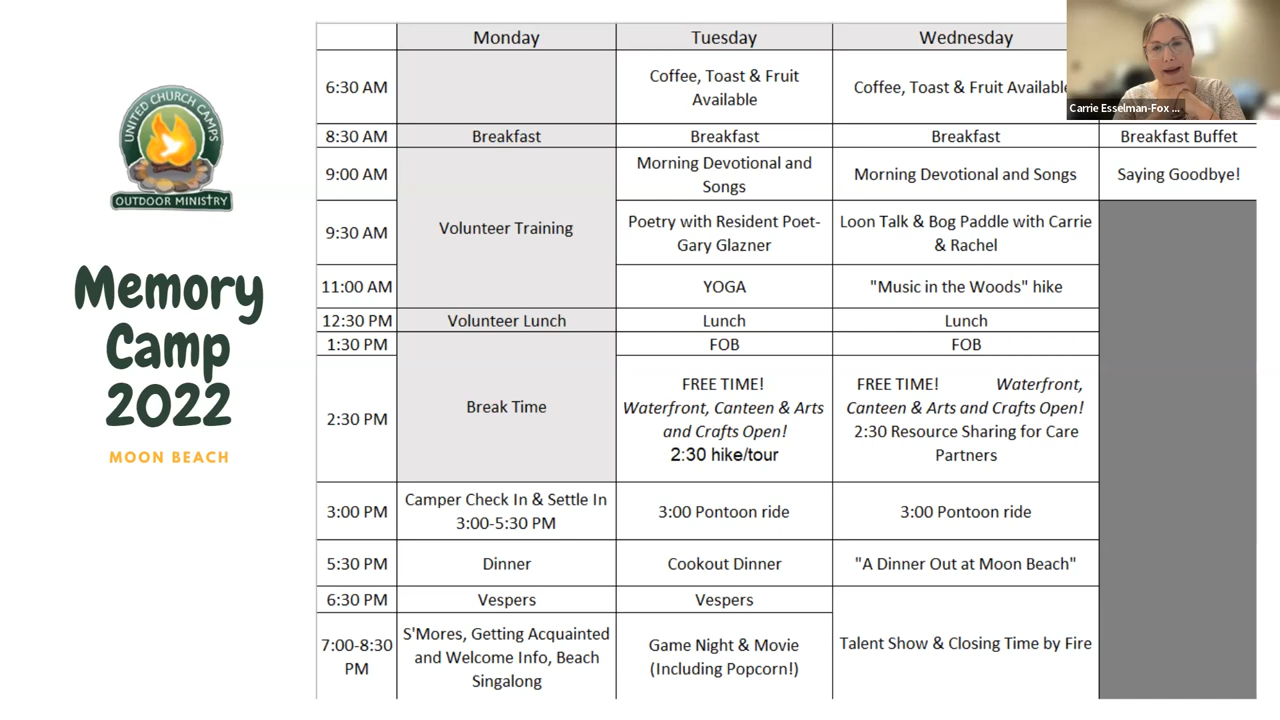 UNITED CHURCH CAMPS
OUTDOOR MINISTRY
Memory
Camp
2022
MOON BEACH
Monday
Tuesday
Wednesday
Carrie Esselman-Fox ...
6:30 AM
Coffee, Toast & Fruit
Available
Coffee, Toast & Fruit Available
8:30 AM
Breakfast
Breakfast
Breakfast
Breakfast Buffet
9:00 AM
Morning Devotional and
Songs
Morning Devotional and Songs
Saying Goodbye!
Volunteer Training
9:30 AM
Poetry with Resident Poet-
Gary Glazner
Loon Talk & Bog Paddle with Carrie
& Rachel
11:00 AM
YOGA
"Music in the Woods" hike
12:30 PM
Volunteer Lunch
Lunch
Lunch
1:30 PM
FOB
FOB
Break Time
2:30 PM
FREE TIME!
Waterfront, Canteen & Arts
and Crafts Open!
2:30 hike/tour
FREE TIME! Waterfront,
Canteen & Arts and Crafts Open!
2:30 Resource Sharing for Care
Partners
3:00 PM
Camper Check In & Settle In
3:00-5:30 PM
3:00 Pontoon ride
3:00 Pontoon ride
5:30 PM
Dinner
Cookout Dinner
"A Dinner Out at Moon Beach"
6:30 PM
Vespers
Vespers
7:00-8:30
PM
S'Mores, Getting Acquainted
and Welcome Info, Beach
Singalong
Game Night & Movie
(Including Popcorn!)
Talent Show & Closing Time by Fire